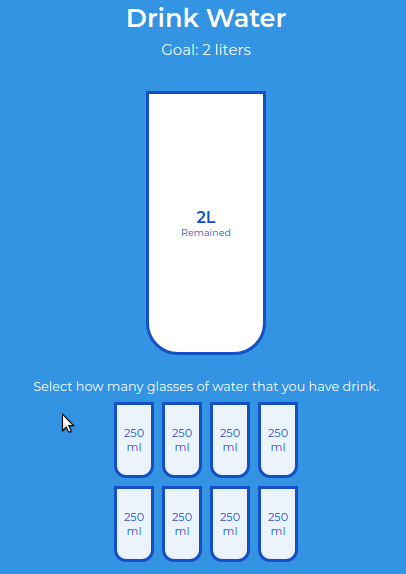 Drink Water
Goal: 2 liters
2L
Remained
Select how many glasses of water that you have drink.
250 ml 250 ml 250 ml 250 ml
250 ml 250 ml 250 ml 250 ml